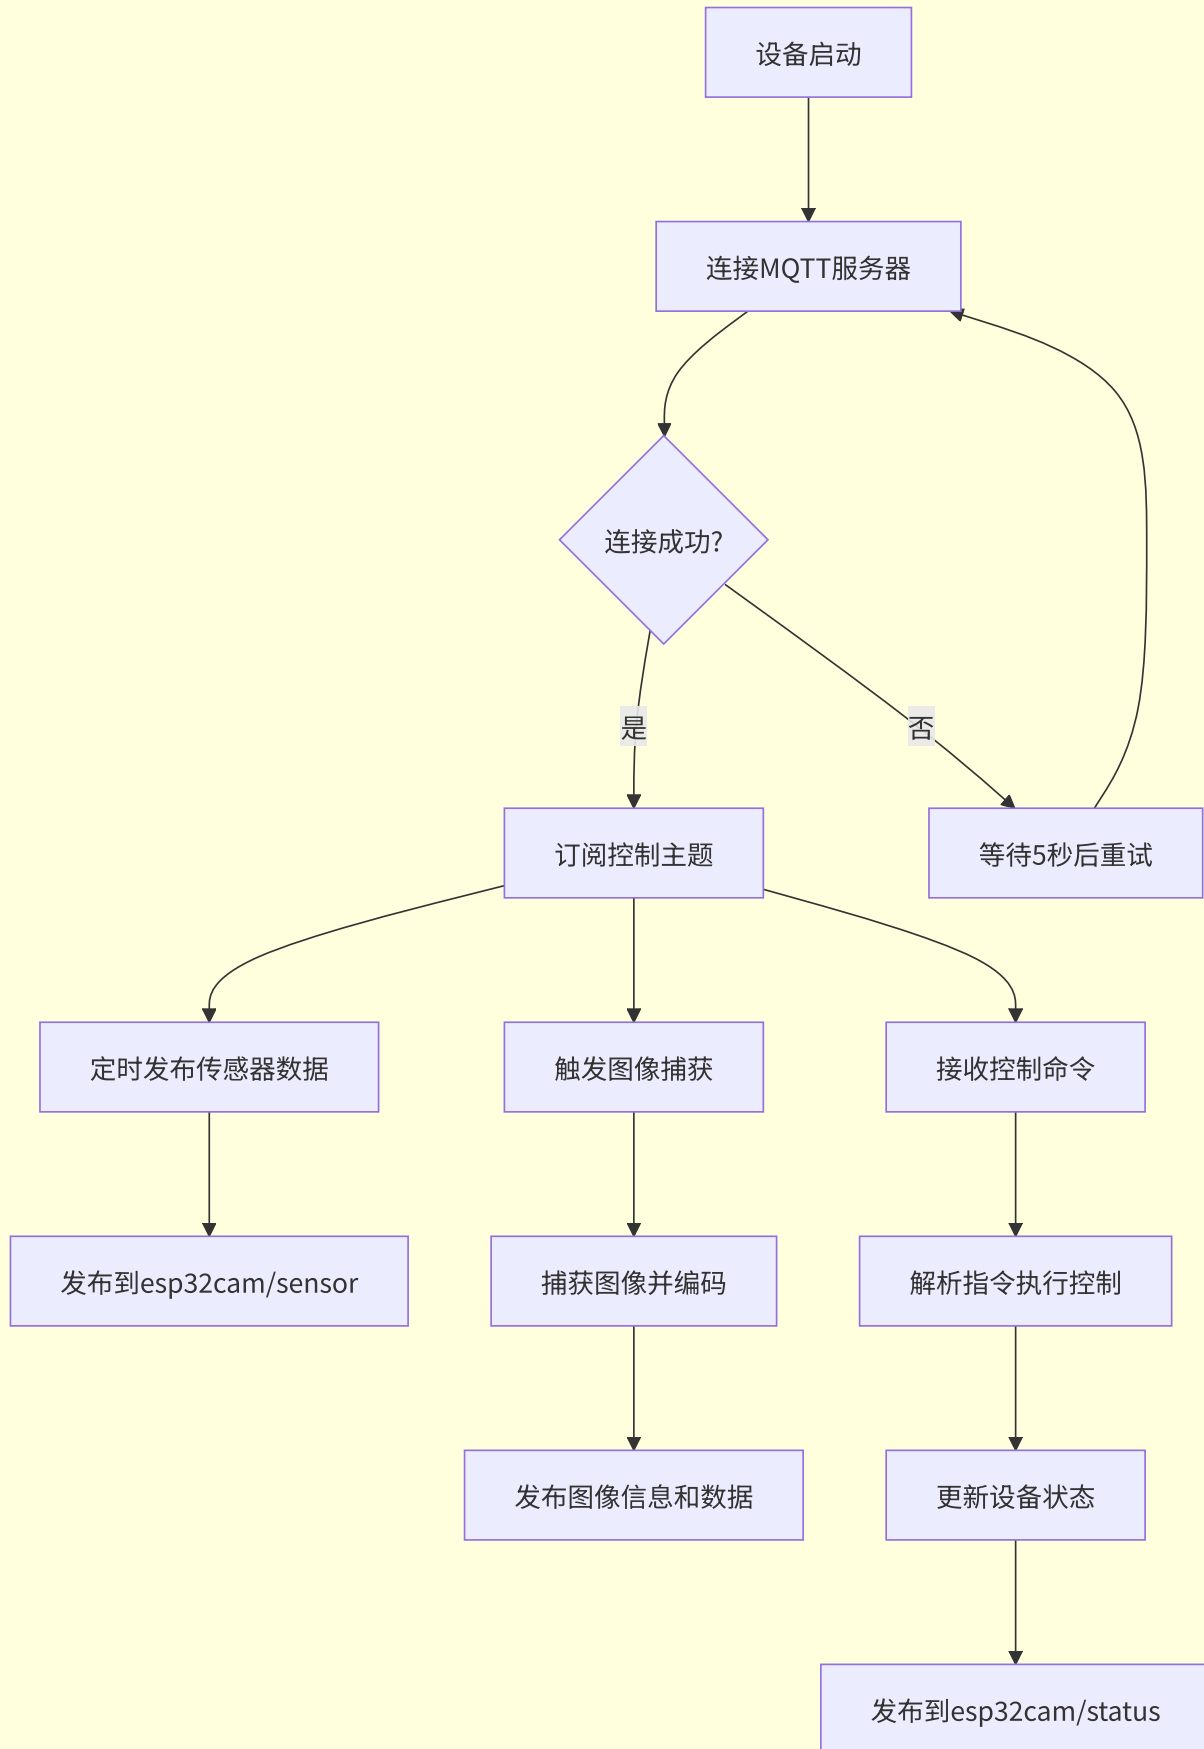 设备启动
连接MQTT服务器
连接成功?
是
否
订阅控制主题
等待5秒后重试
定时发布传感器数据
触发图像捕获
接收控制命令
发布到esp32cam/sensor
捕获图像并编码
解析指令执行控制
发布图像信息和数据
更新设备状态
发布到esp32cam/status